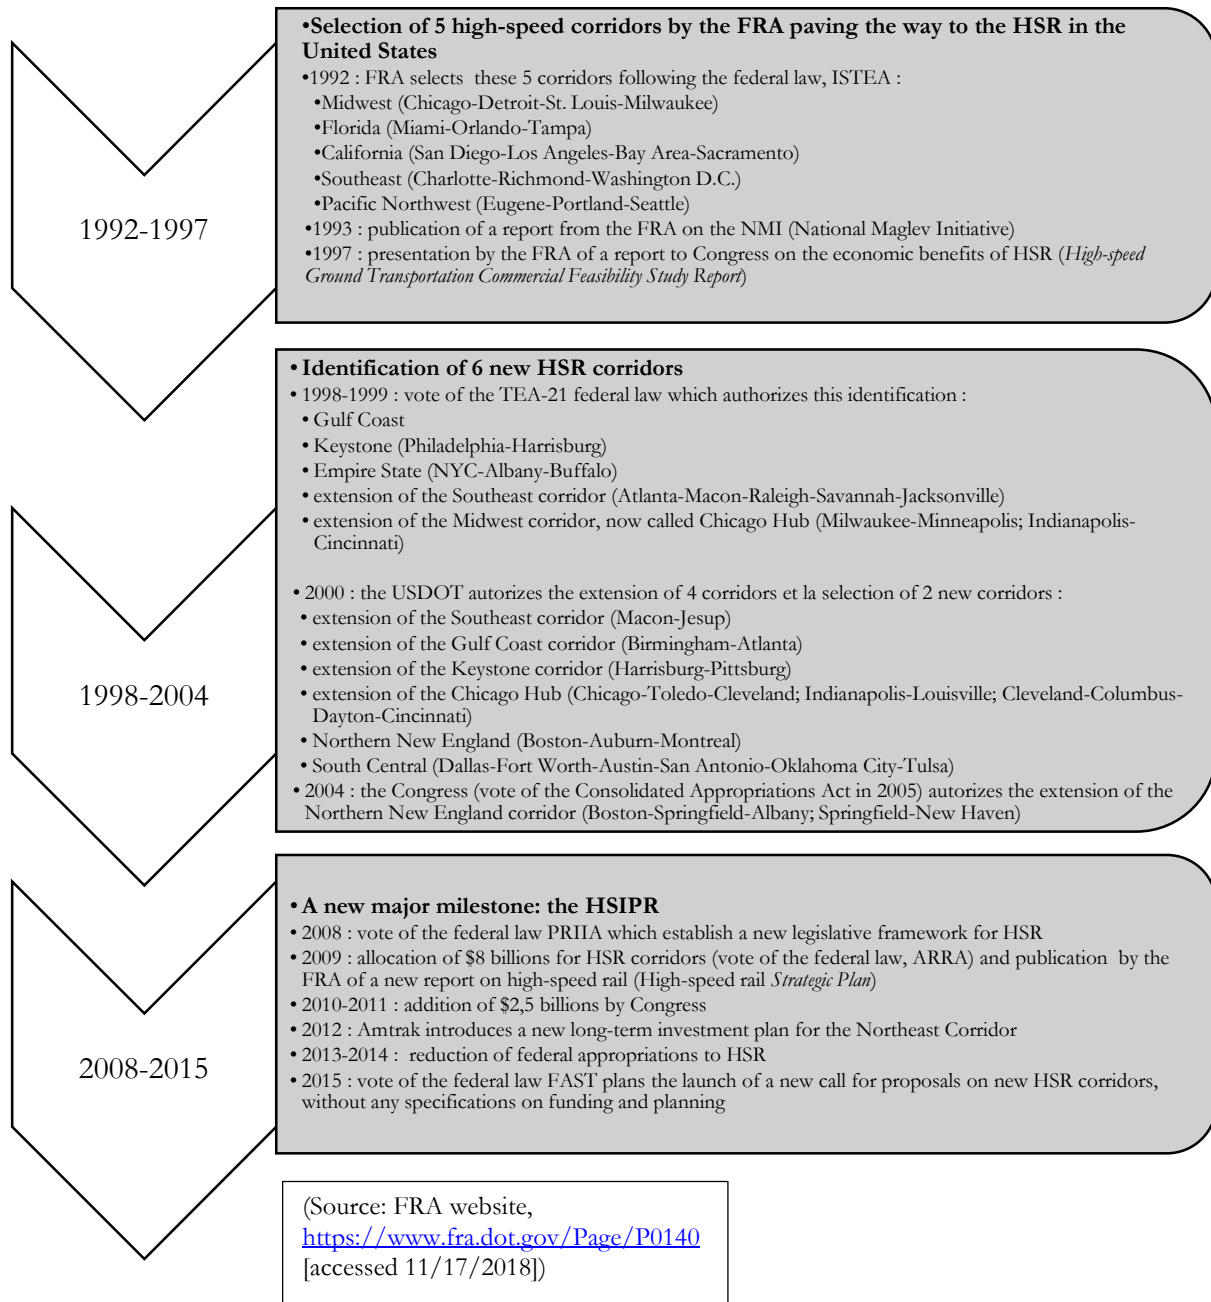 1992-1997
•Selection of 5 high-speed corridors by the FRA paving the way to the HSR in the
United States
•1992 : FRA selects these 5 corridors following the federal law, ISTEA :
•Midwest (Chicago-Detroit-St. Louis-Milwaukee)
•Florida (Miami-Orlando-Tampa)
•California (San Diego-Los Angeles-Bay Area-Sacramento)
•Southeast (Charlotte-Richmond-Washington D.C.)
•Pacific Northwest (Eugene-Portland-Seattle)
•1993 : publication of a report from the FRA on the NMI (National Maglev Initiative)
•1997 : presentation by the FRA of a report to Congress on the economic benefits of HSR (High-speed
Ground Transportation Commercial Feasibility Study Report)
1998-2004
• Identification of 6 new HSR corridors
• 1998-1999 : vote of the TEA-21 federal law which authorizes this identification :
• Gulf Coast
• Keystone (Philadelphia-Harrisburg)
• Empire State (NYC-Albany-Buffalo)
• extension of the Southeast corridor (Atlanta-Macon-Raleigh-Savannah-Jacksonville)
• extension of the Midwest corridor, now called Chicago Hub (Milwaukee-Minneapolis; Indianapolis-
Cincinnati)
• 2000 : the USDOT autorizes the extension of 4 corridors et la selection of 2 new corridors :
• extension of the Southeast corridor (Macon-Jesup)
• extension of the Gulf Coast corridor (Birmingham-Atlanta)
• extension of the Keystone corridor (Harrisburg-Pittsburg)
• extension of the Chicago Hub (Chicago-Toledo-Cleveland; Indianapolis-Louisville; Cleveland-Columbus-
Dayton-Cincinnati)
• Northern New England (Boston-Auburn-Montreal)
• South Central (Dallas-Fort Worth-Austin-San Antonio-Oklahoma City-Tulsa)
• 2004 : the Congress (vote of the Consolidated Appropriations Act in 2005) autorizes the extension of the
Northern New England corridor (Boston-Springfield-Albany; Springfield-New Haven)
2008-2015
• A new major milestone: the HSIPR
• 2008 : vote of the federal law PRIIA which establish a new legislative framework for HSR
• 2009 : allocation of $8 billions for HSR corridors (vote of the federal law, ARRA) and publication by the
FRA of a new report on high-speed rail (High-speed rail Strategic Plan)
• 2010-2011 : addition of $2,5 billions by Congress
• 2012 : Amtrak introduces a new long-term investment plan for the Northeast Corridor
• 2013-2014 : reduction of federal appropriations to HSR
• 2015 : vote of the federal law FAST plans the launch of a new call for proposals on new HSR corridors,
without any specifications on funding and planning
(Source: FRA website,
https://www.fra.dot.gov/Page/P0140
[accessed 11/17/2018])